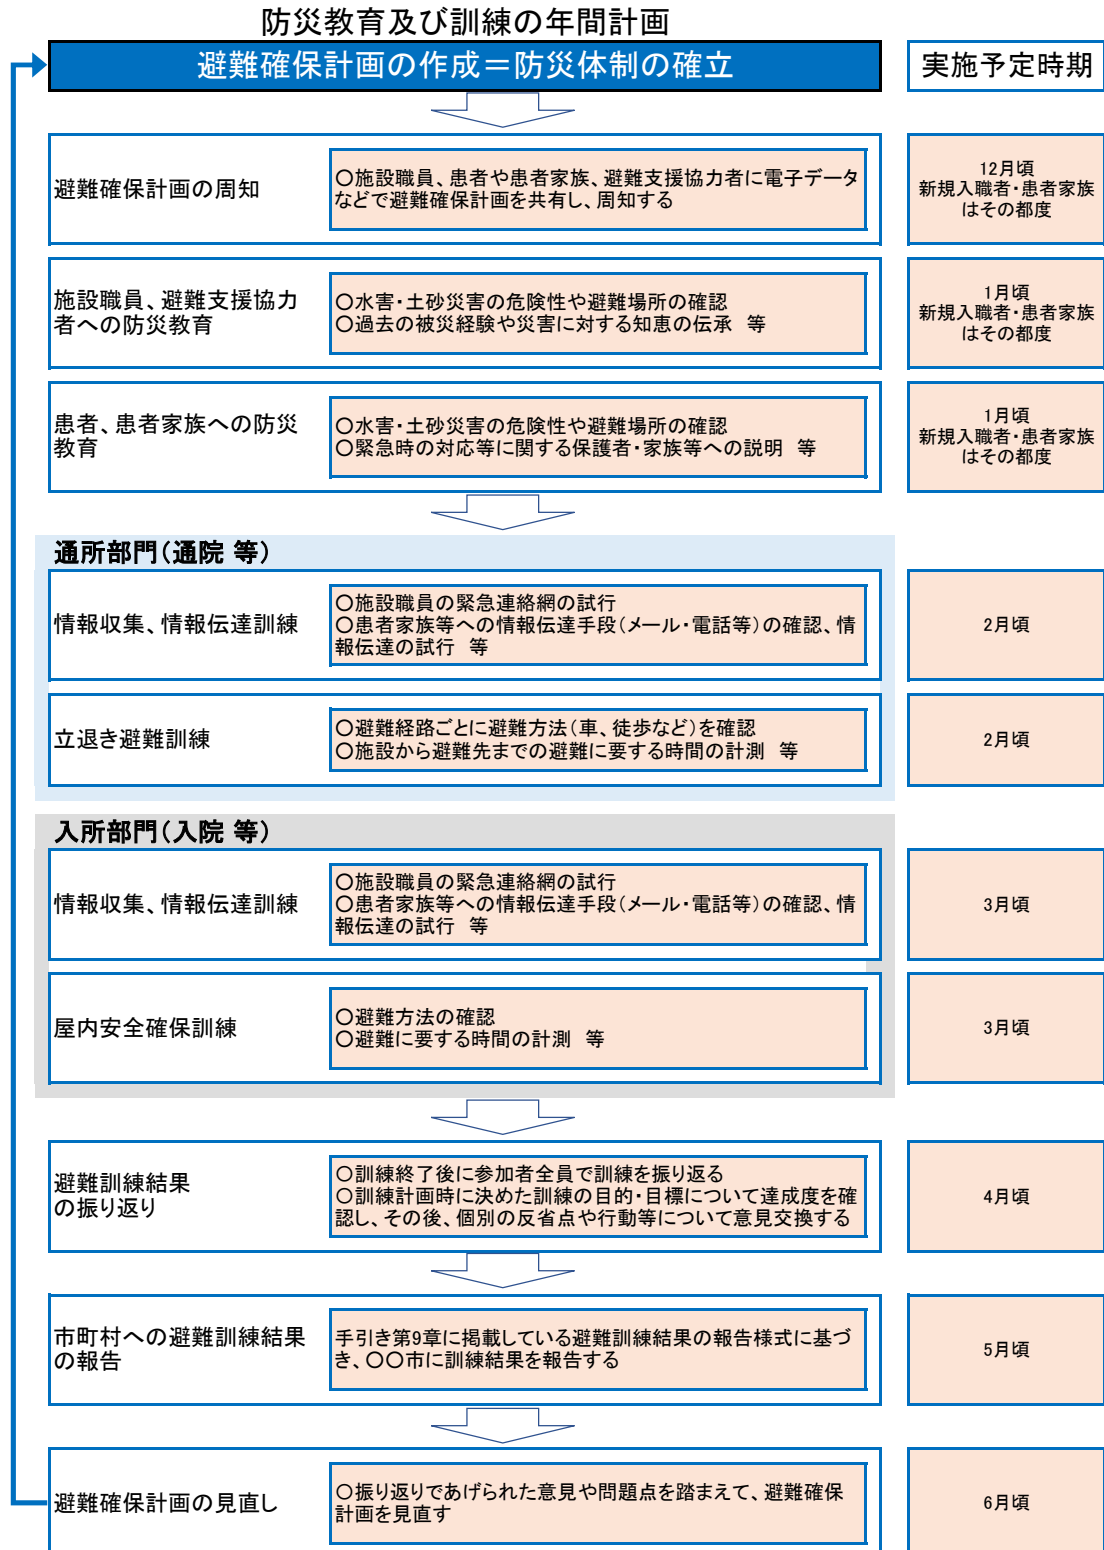 防災教育及び訓練の年間計画
避難確保計画の作成＝防災体制の確立
実施予定時期
避難確保計画の周知
〇施設職員、患者や患者家族、避難支援協力者に電子データ
などで避難確保計画を共有し、周知する
12月頃
新規入職者・患者家族
はその都度
施設職員、避難支援協力
者への防災教育
〇水害・土砂災害の危険性や避難場所の確認
〇過去の被災経験や災害に対する知恵の伝承　等
1月頃
新規入職者・患者家族
はその都度
患者、患者家族への防災
教育
〇水害・土砂災害の危険性や避難場所の確認
〇緊急時の対応等に関する保護者・家族等への説明　等
1月頃
新規入職者・患者家族
はその都度
通所部門（通院 等）
情報収集、情報伝達訓練
〇施設職員の緊急連絡網の試行
〇患者家族等への情報伝達手段（メール・電話等）の確認、情
報伝達の試行　等
2月頃
立退き避難訓練
〇避難経路ごとに避難方法（車、徒歩など）を確認
〇施設から避難先までの避難に要する時間の計測　等
2月頃
入所部門（入院 等）
情報収集、情報伝達訓練
〇施設職員の緊急連絡網の試行
〇患者家族等への情報伝達手段（メール・電話等）の確認、情
報伝達の試行　等
3月頃
屋内安全確保訓練
〇避難方法の確認
〇避難に要する時間の計測　等
3月頃
避難訓練結果
の振り返り
〇訓練終了後に参加者全員で訓練を振り返る
〇訓練計画時に決めた訓練の目的・目標について達成度を確
認し、その後、個別の反省点や行動等について意見交換する
4月頃
市町村への避難訓練結果
の報告
手引き第9章に掲載している避難訓練結果の報告様式に基づ
き、〇〇市に訓練結果を報告する
5月頃
避難確保計画の見直し
〇振り返りであげられた意見や問題点を踏まえて、避難確保
計画を見直す
6月頃